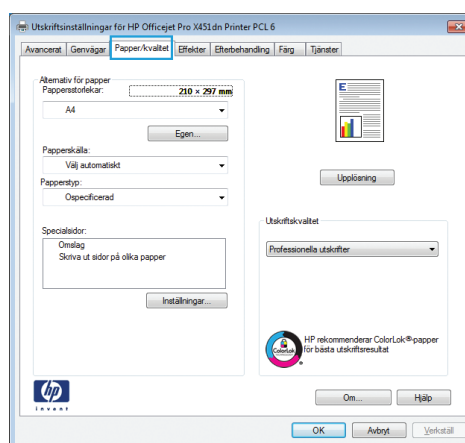 Utskriftsinställningar för HP Officejet Pro X451dn Printer PCL 6
Avancerat Genvägar Papper/kvalitet Effekter Efterbehandling Färg Tjänster
Alternativ för papper
Pappersstorlekar: 210 × 297 mm
A4
Egen...
Papperskälla:
Välj automatiskt
Papperstyp:
Ospecificerad
Specialsidor:
Omslag
Skriva ut sidor på olika papper
Inställningar...
E
Upplösning
Utskriftskvalitet
Professionella utskrifter
ColorLok
HP rekommenderar ColorLok®-papper
för bästa utskriftsresultat
hp
invent
Om... Hjälp
OK Avbryt Verkställ